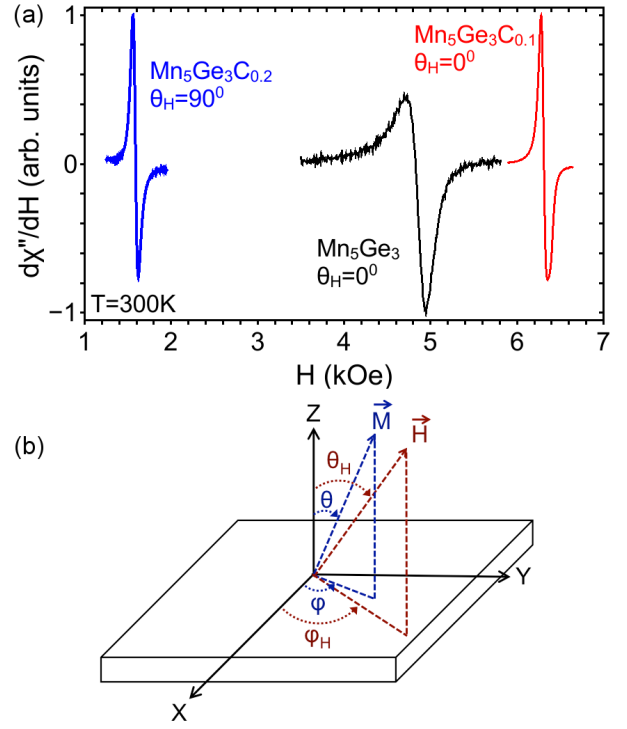 (a)
1
0
−1
dχ"/dH (arb. units)
Mn₅Ge₃C₀.₂
θH=90⁰
Mn₅Ge₃C₀.₁
θH=0⁰
Mn₅Ge₃
θH=0⁰
T=300K
1 2 3 4 5 6 7
H (kOe)
(b)
Z
M
H
θH
θ
Y
φ
φH
X